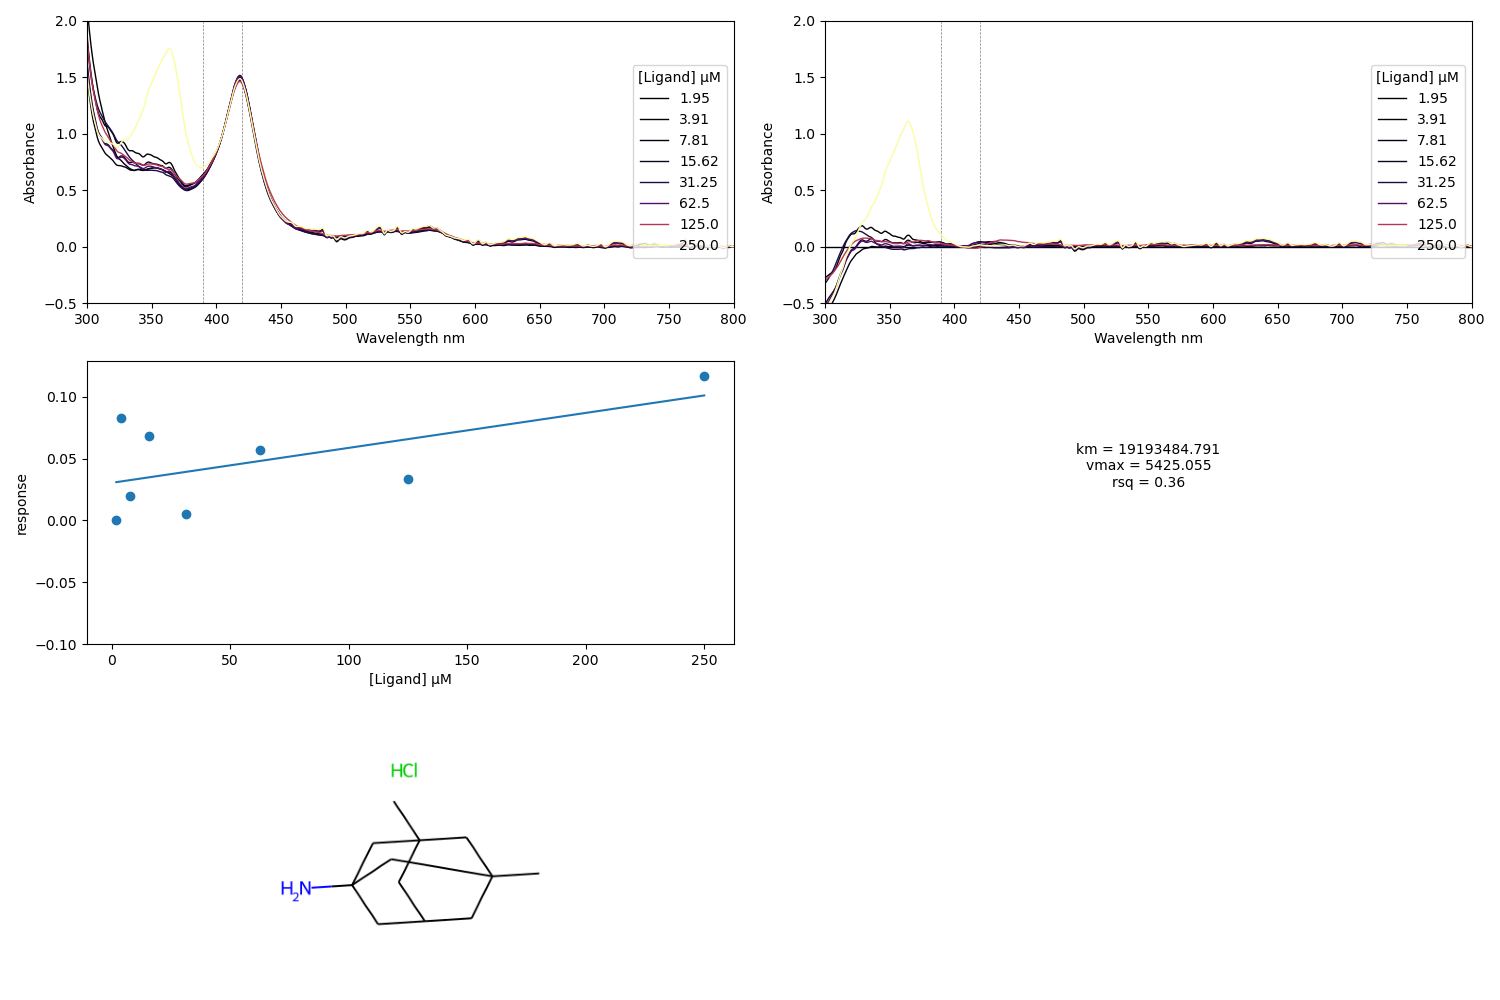 2.0
1.5
1.0
0.5
0.0
−0.5
Absorbance
300 350 400 450 500 550 600 650 700 750 800
Wavelength nm
[Ligand] μM
1.95
3.91
7.81
15.62
31.25
62.5
125.0
250.0
2.0
1.5
1.0
0.5
0.0
−0.5
Absorbance
300 350 400 450 500 550 600 650 700 750 800
Wavelength nm
[Ligand] μM
1.95
3.91
7.81
15.62
31.25
62.5
125.0
250.0
0.10
0.05
0.00
−0.05
−0.10
response
0 50 100 150 200 250
[Ligand] μM
km = 19193484.791
vmax = 5425.055
rsq = 0.36
HCl
H2N